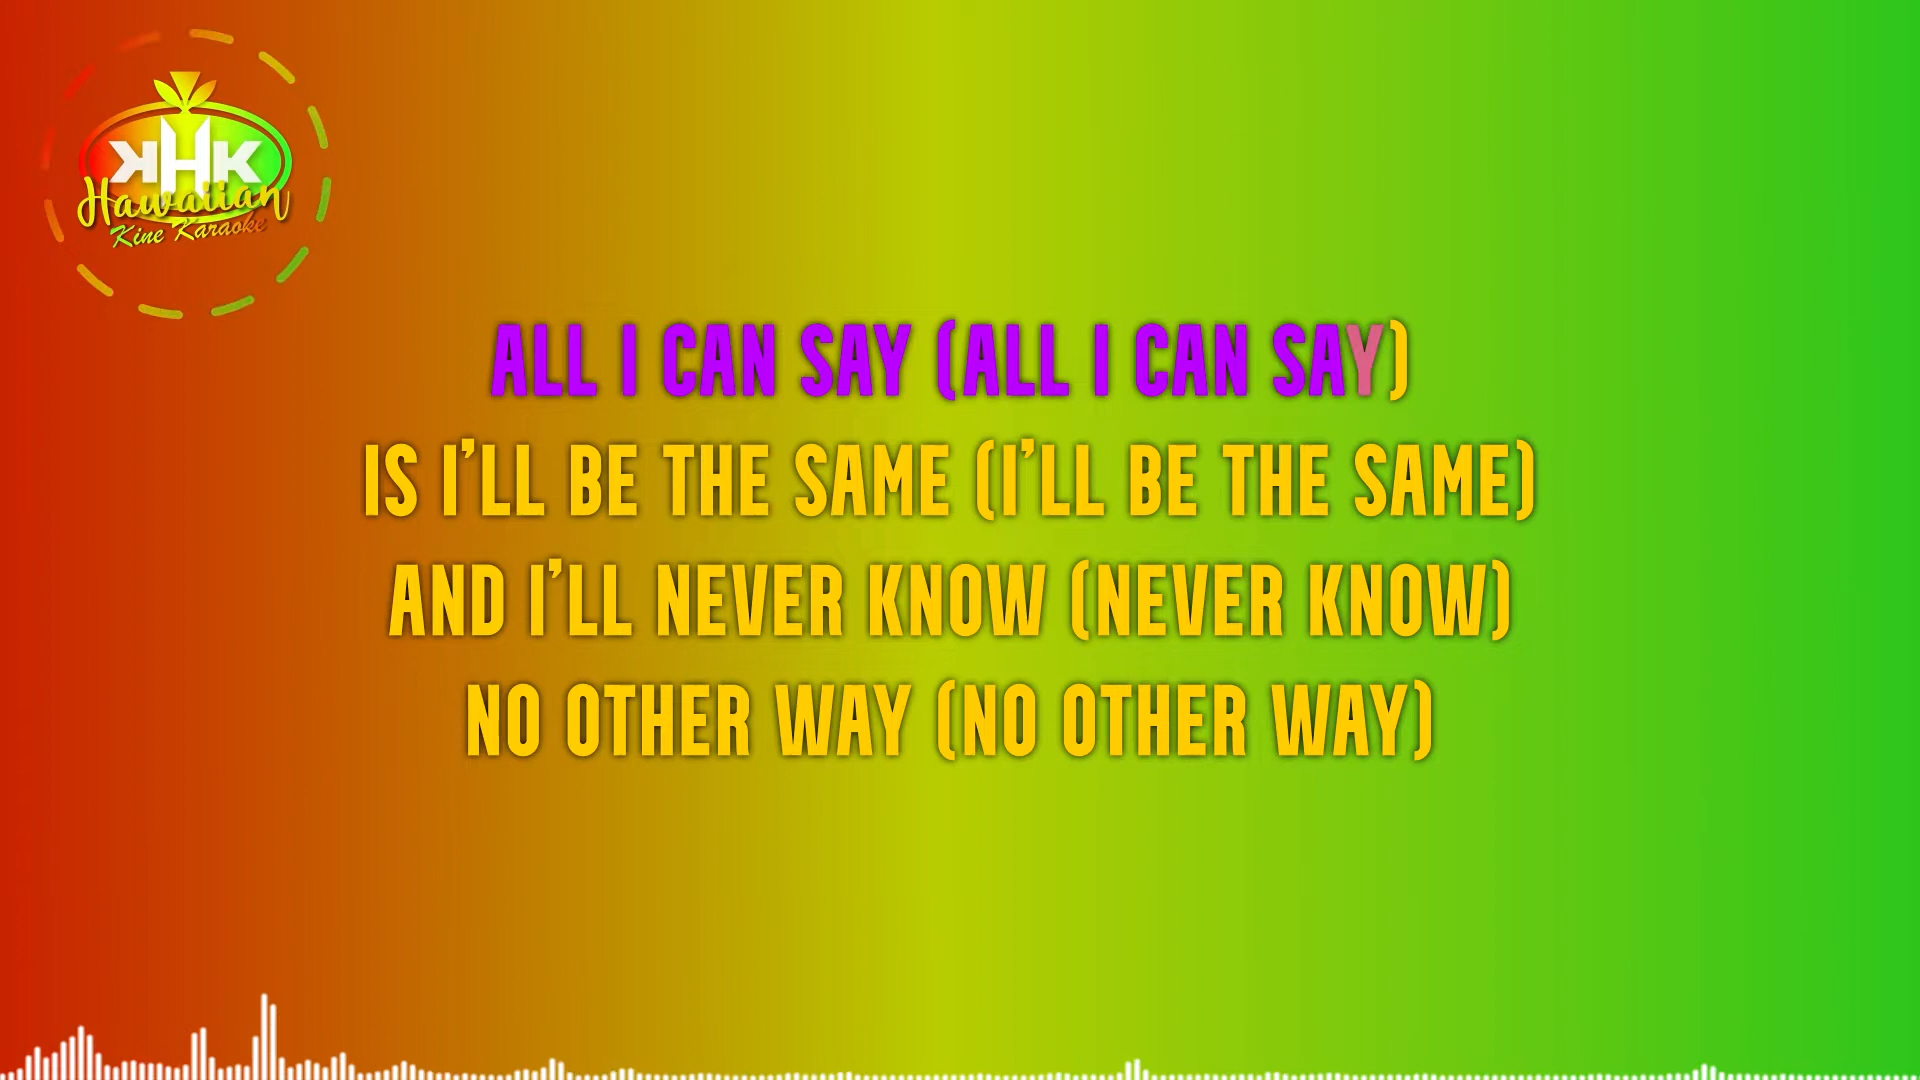 KHK
Hawaiian
Kine Karaoke
ALL I CAN SAY (ALL I CAN SAY)
IS I'LL BE THE SAME (I'LL BE THE SAME)
AND I'LL NEVER KNOW (NEVER KNOW)
NO OTHER WAY (NO OTHER WAY)